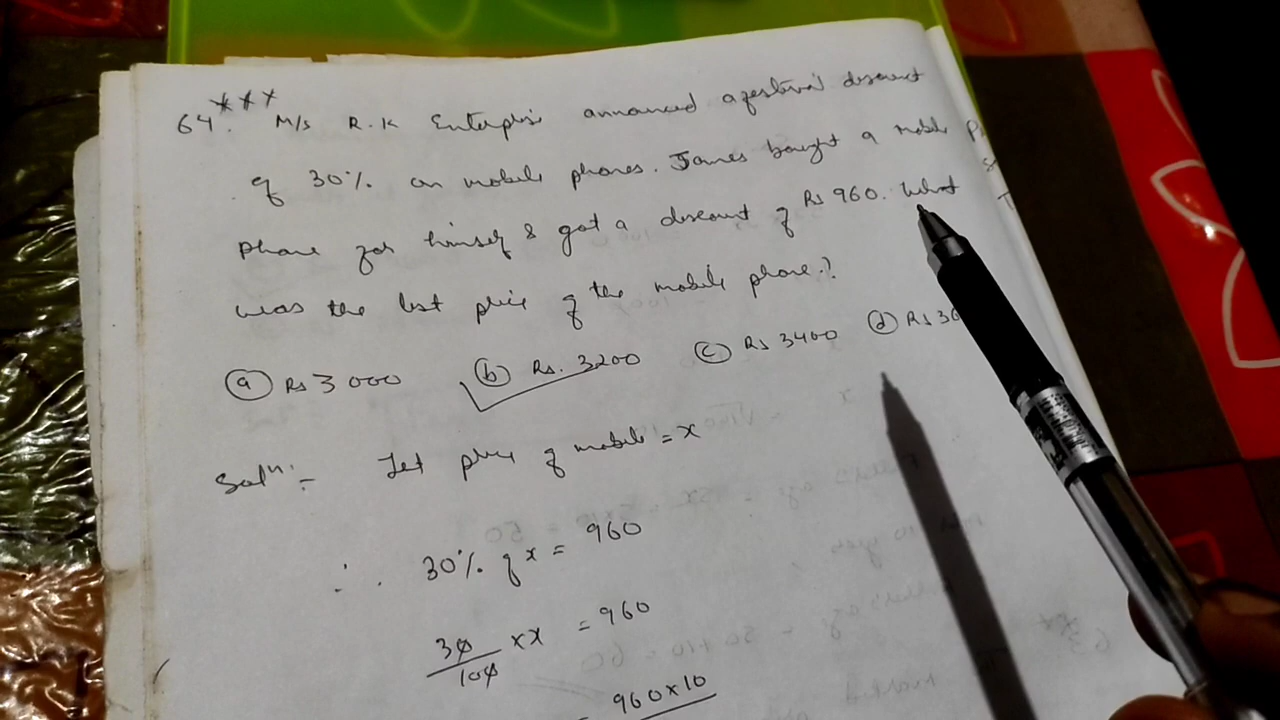 64.*** M/s R.K Enterprise announced a festival discount
of 30% on mobile phones. James bought a mobile
phone for himself & got a discount of Rs 960. What
was the list price of the mobile phone.?
(a) Rs 3000 (b) Rs. 3200 (c) Rs 3400 (d) Rs 36
Solⁿ:- Let price of mobile = x
∴ 30% of x = 960
30/100 × x = 960
= 960×10